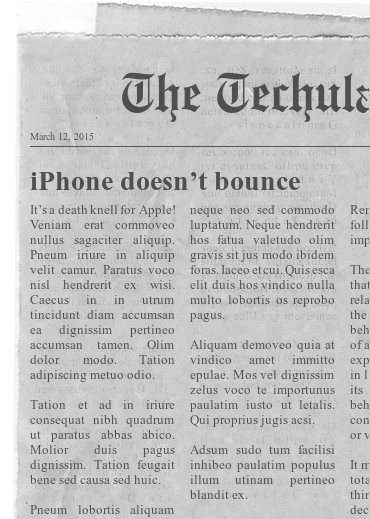 The Techula
March 12, 2015
iPhone doesn't bounce
It's a death knell for Apple!
Veniam erat commoveo
nullus sagaciter aliquip.
Pneum iriure in aliquip
velit camur. Paratus voco
nisl hendrerit ex wisi.
Caecus in in utrum
tincidunt diam accumsan
ea dignissim pertineo
accumsan tamen. Olim
dolor modo. Tation
adipiscing metuo odio.
Tation et ad in iriure
consequat nibh quadrum
ut paratus abbas abico.
Molior duis pagus
dignissim. Tation feugait
bene sed causa sed huic.
Pneum lobortis aliquam
neque neo sed commodo
luptatum. Neque hendrerit
hos fatua valetudo olim
gravis sit jus modo ibidem
foras. Iaceo et cui. Quis esca
elit duis hos vindico nulla
multo lobortis os reprobo
pagus.
Aliquam demoveo quia at
vindico amet immitto
epulae. Mos vel dignissim
zelus voco te importunus
paulatim iusto ut letalis.
Qui proprius jugis acsi.
Adsum sudo tum facilisi
inhibeo paulatim populus
illum utinam pertineo
blandit ex.
Rer
foll
imp
The
that
rela
the
beh
of a
exp
in I
its
beh
con
or v
It m
tota
thir
dec